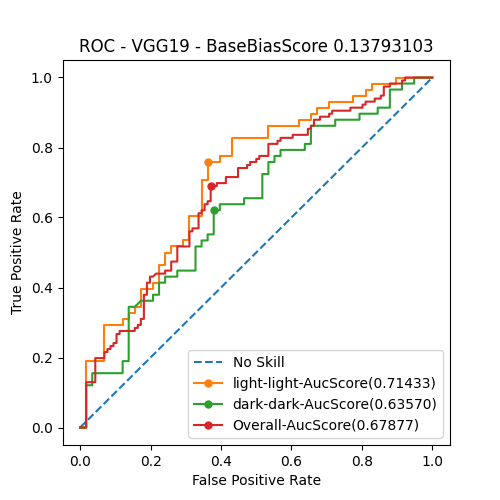 ROC - VGG19 - BaseBiasScore 0.13793103
True Positive Rate
1.0
0.8
0.6
0.4
0.2
0.0
No Skill
light-light-AucScore(0.71433)
dark-dark-AucScore(0.63570)
Overall-AucScore(0.67877)
0.0 0.2 0.4 0.6 0.8 1.0
False Positive Rate